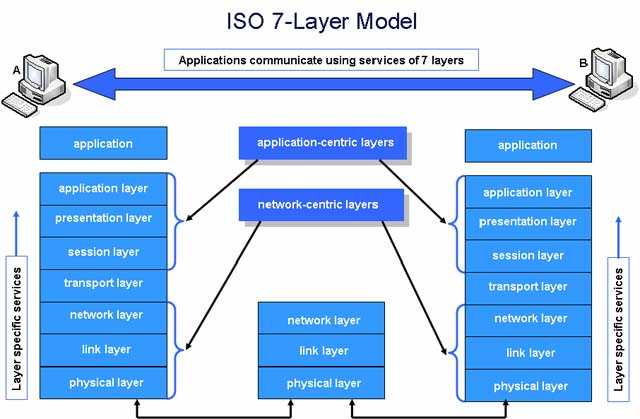 ISO 7-Layer Model
Applications communicate using services of 7 layers
A
B
application
application-centric layers
application
network-centric layers
application layer
presentation layer
session layer
transport layer
network layer
link layer
physical layer
Layer specific services
network layer
link layer
physical layer
application layer
presentation layer
session layer
transport layer
network layer
link layer
physical layer
Layer specific services